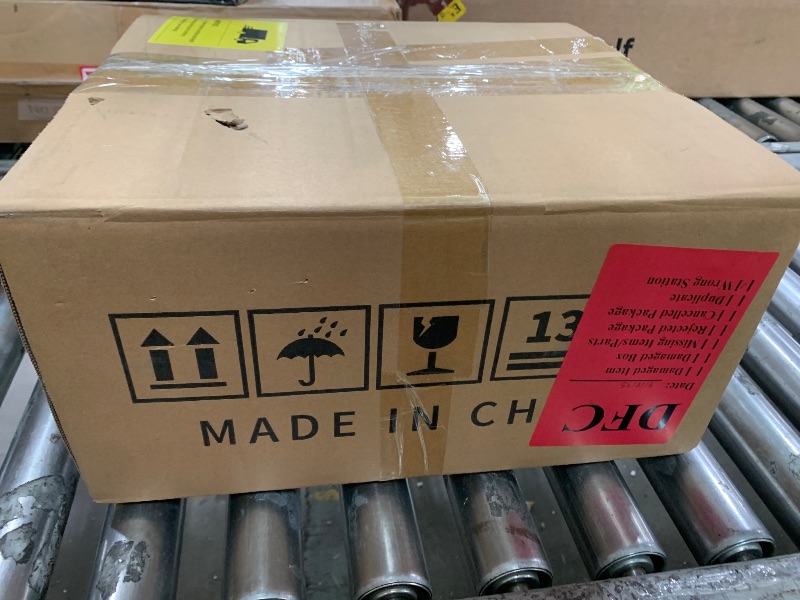 lf
13
MADE IN CH
DFC
Date:
[ ] Damaged Item
[ ] Damaged Box
[ ] Missing Items/Parts
[ ] Rejected Package
[ ] Cancelled Package
[ ] Duplicate
[ ] Wrong Station